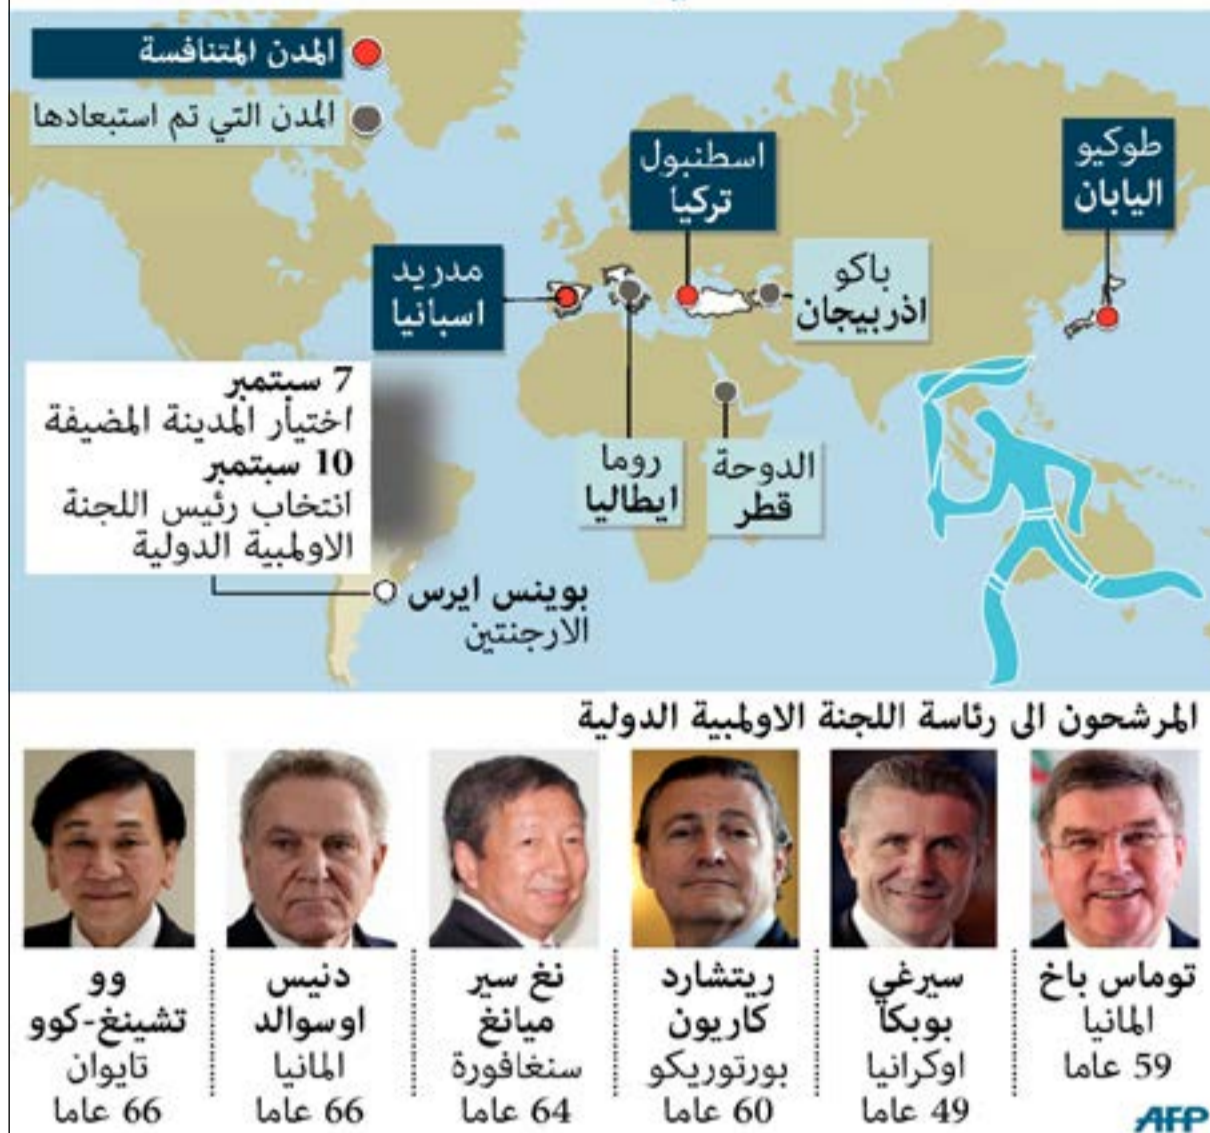 المدن المتنافسة
المدن التي تم استبعادها
طوكيو
اليابان
اسطنبول
تركيا
باكو
اذربيجان
مدريد
اسبانيا
روما
ايطاليا
الدوحة
قطر
7 سبتمبر
اختيار المدينة المضيفة
10 سبتمبر
انتخاب رئيس اللجنة
الاولمبية الدولية
بوينس ايرس
الارجنتين
المرشحون الى رئاسة اللجنة الاولمبية الدولية
توماس باخ
المانيا
59 عاما
سيرغي
بوبكا
اوكرانيا
49 عاما
ريتشارد
كاريون
بورتوريكو
60 عاما
نغ سير
ميانغ
سنغافورة
64 عاما
دنيس
اوسوالد
المانيا
66 عاما
وو
تشينغ-كوو
تايوان
66 عاما
AFP